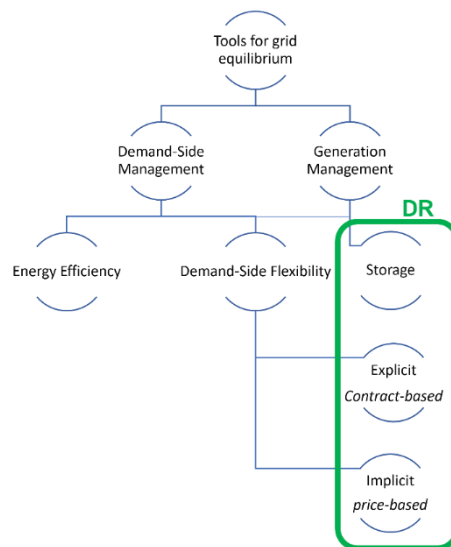 Tools for grid
equilibrium
Demand-Side
Management
Generation
Management
DR
Energy Efficiency
Demand-Side Flexibility
Storage
Explicit
Contract-based
Implicit
price-based